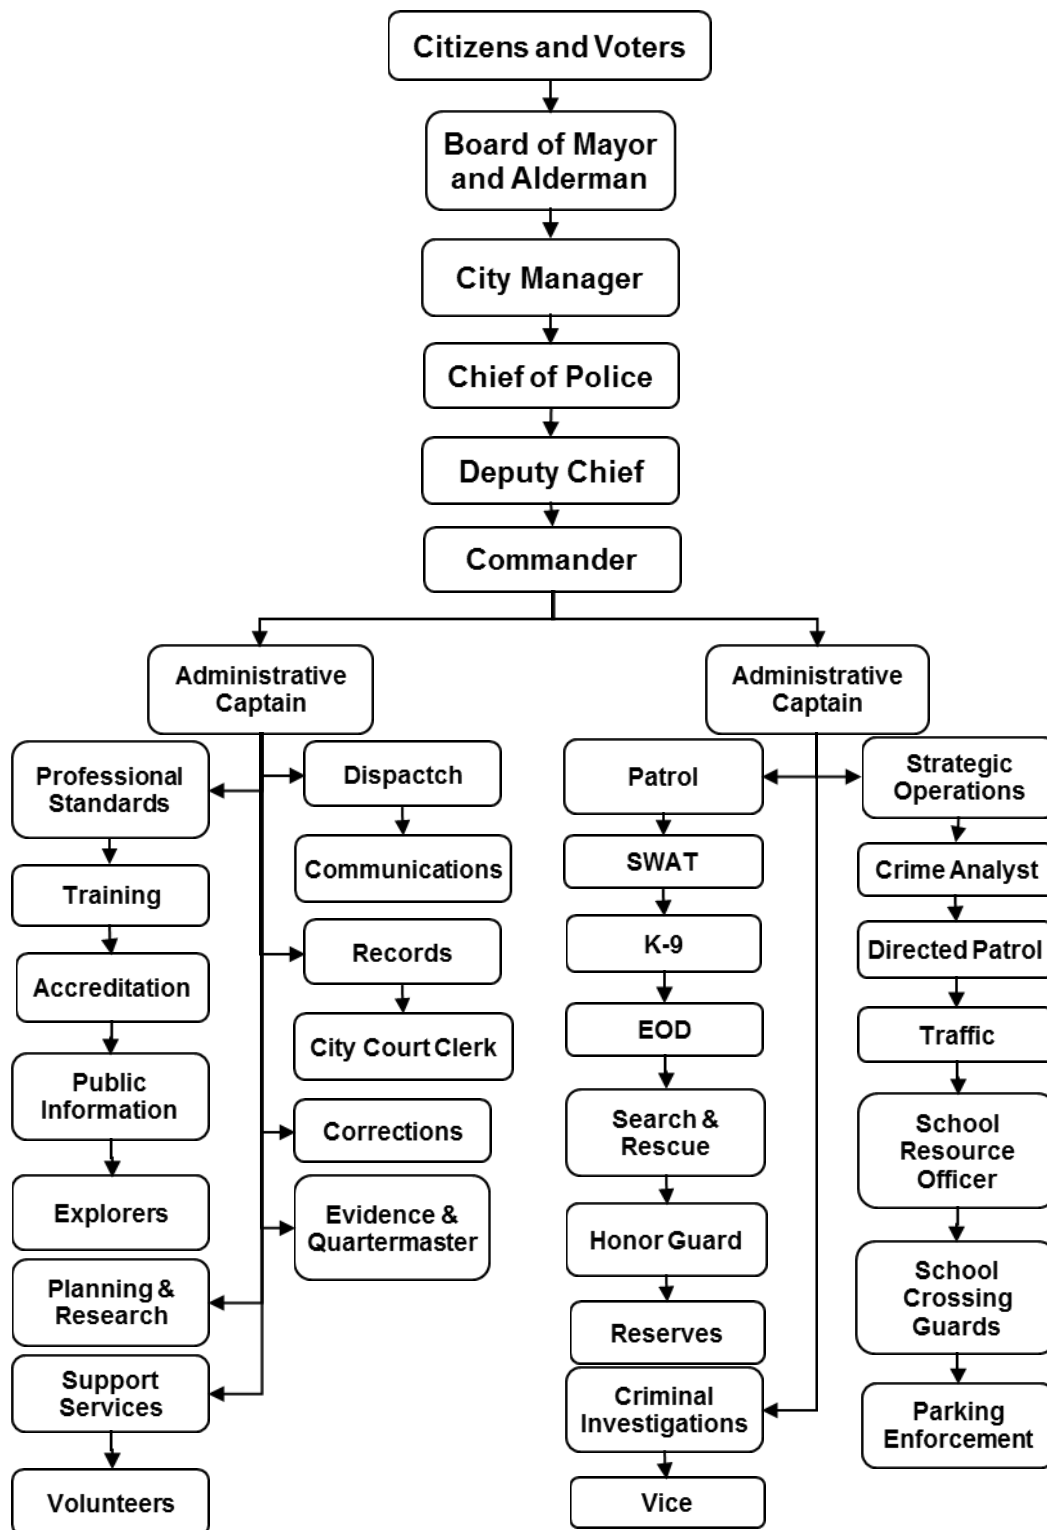 Citizens and Voters
Board of Mayor
and Alderman
City Manager
Chief of Police
Deputy Chief
Commander
Administrative
Captain
Professional
Standards
Training
Accreditation
Public
Information
Explorers
Planning &
Research
Support
Services
Volunteers
Dispactch
Communications
Records
City Court Clerk
Corrections
Evidence &
Quartermaster
Administrative
Captain
Patrol
SWAT
K-9
EOD
Search &
Rescue
Honor Guard
Reserves
Criminal
Investigations
Vice
Strategic
Operations
Crime Analyst
Directed Patrol
Traffic
School
Resource
Officer
School
Crossing
Guards
Parking
Enforcement